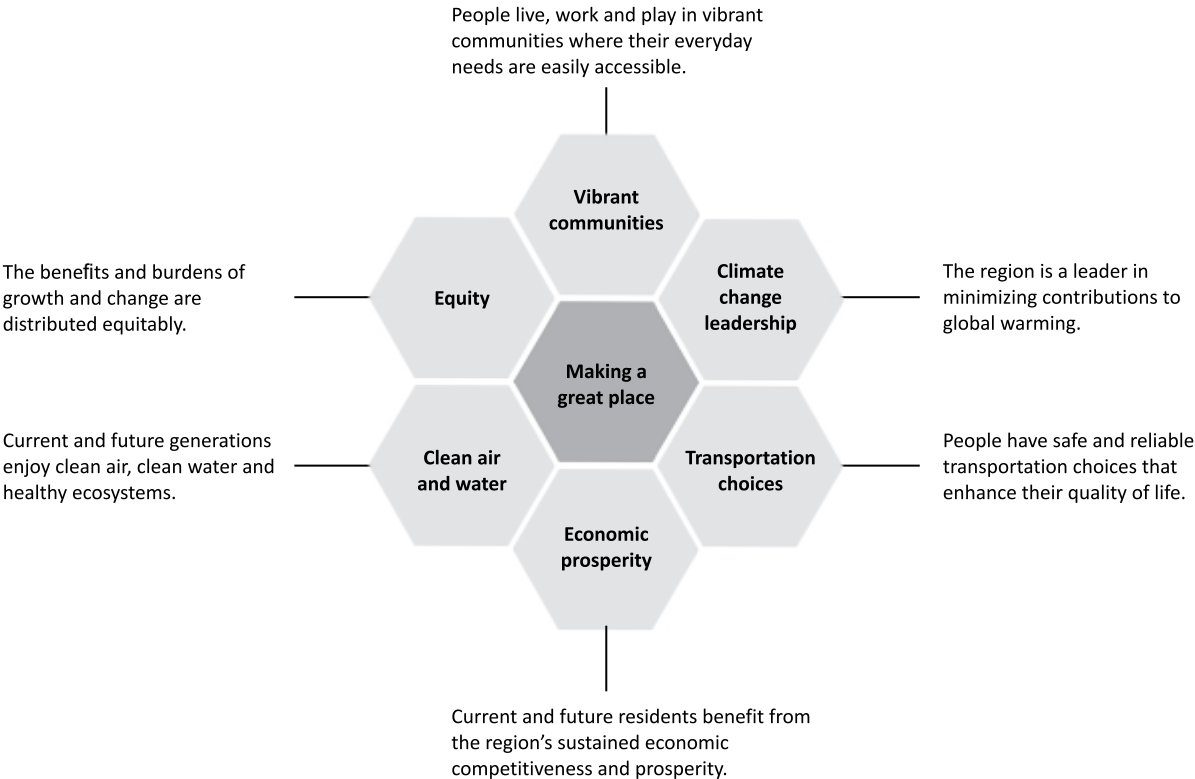 People live, work and play in vibrant
communities where their everyday
needs are easily accessible.
Vibrant
communities
The benefits and burdens of
growth and change are
distributed equitably.
Equity
Climate
change
leadership
The region is a leader in
minimizing contributions to
global warming.
Making a
great place
Current and future generations
enjoy clean air, clean water and
healthy ecosystems.
Clean air
and water
Transportation
choices
People have safe and reliable
transportation choices that
enhance their quality of life.
Economic
prosperity
Current and future residents benefit from
the region’s sustained economic
competitiveness and prosperity.